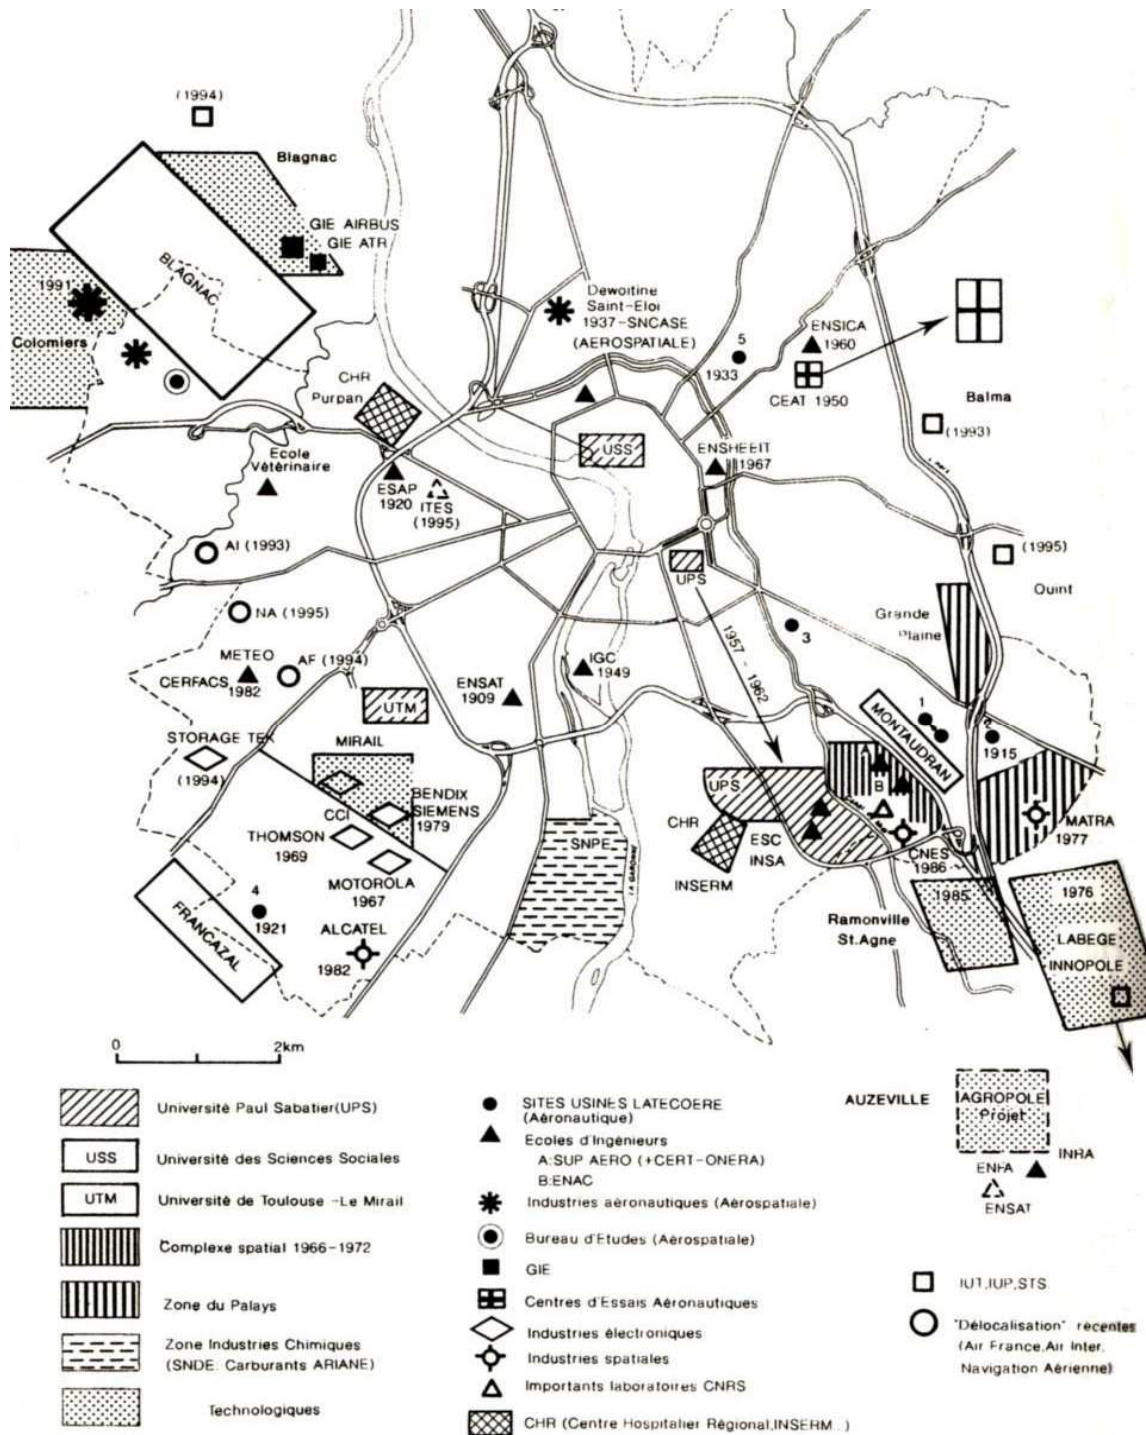 (1994)
Blagnac
GIE AIRBUS
GIE ATR
BLAGNAC
1991
Colomiers
Dewoitine
Saint-Eloi
1937-SNCASE
(AEROSPATIALE)
5
1933
ENSICA
1960
CEAT 1950
Balma
(1993)
CHR
Purpan
USS
ENSHEEIT
1967
Ecole
Vétérinaire
ESAP
1920
ITES
(1995)
AI (1993)
UPS
(1995)
Quint
NA (1995)
Grande
Plaine
3
1957 - 1962
METEO
CERFACS
1982
AF (1994)
IGC
1949
ENSAT
1909
UTM
MONTAUDRAN
1
2
1915
STORAGE TEK
(1994)
MIRAIL
BENDIX
SIEMENS
1979
CCI
THOMSON
1969
MOTOROLA
1967
UPS
A
B
CHR
ESC
INSA
INSERM
CNES
1986
MATRA
1977
SNPE
LA GARONNE
FRANCAZAL
4
1921
ALCATEL
1982
Ramonville
St.Agne
1985
1976
LABEGE
INNOPOLE
0 2km
Université Paul Sabatier(UPS)
USS Université des Sciences Sociales
UTM Université de Toulouse -Le Mirail
Complexe spatial 1966-1972
Zone du Palays
Zone Industries Chimiques
(SNDE: Carburants ARIANE)
Technologiques
SITES USINES LATECOERE
(Aéronautique)
Ecoles d'Ingénieurs
A:SUP AERO (+CERT-ONERA)
B:ENAC
Industries aéronautiques (Aérospatiale)
Bureau d'Etudes (Aérospatiale)
GIE
Centres d'Essais Aéronautiques
Industries électroniques
Industries spatiales
Importants laboratoires CNRS
CHR (Centre Hospitalier Régional,INSERM...)
AUZEVILLE
AGROPOLE
Projet
INRA
ENFA
ENSAT
IUT,IUP,STS
"Délocalisation" récentes
(Air France,Air Inter,
Navigation Aérienne)